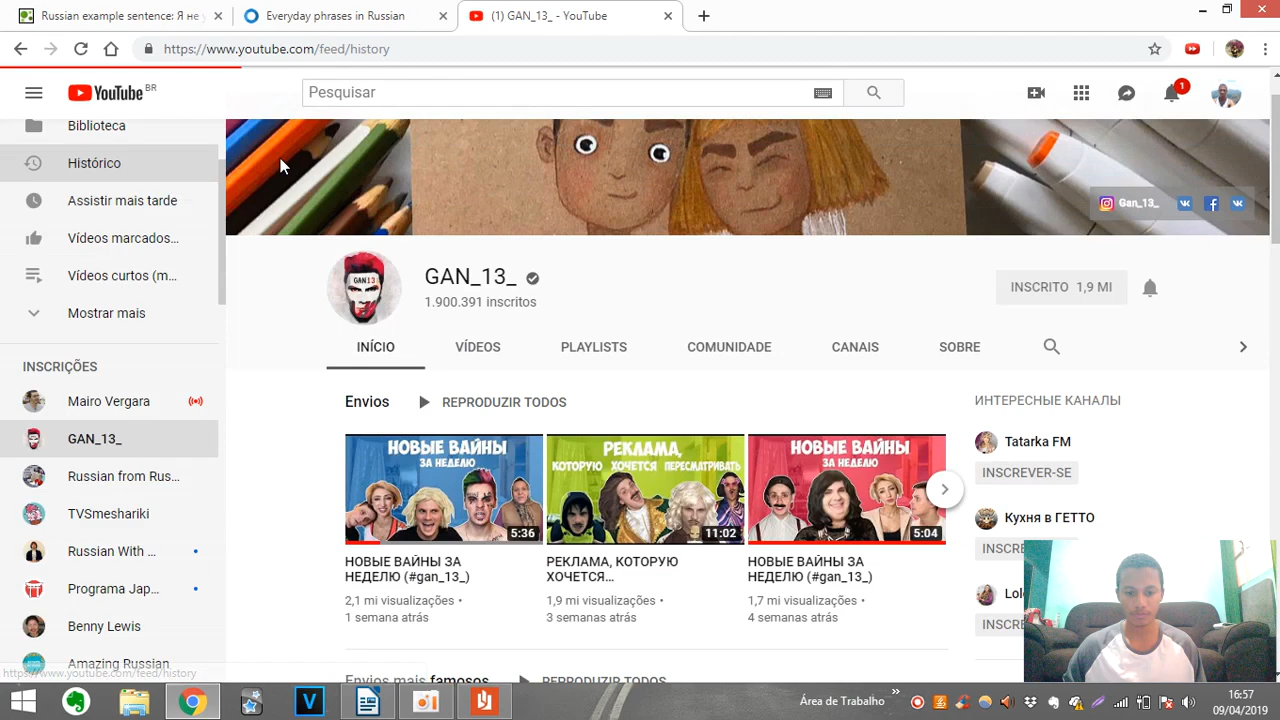 Russian example sentence: Я не у
Everyday phrases in Russian
(1) GAN_13_ - YouTube
https://www.youtube.com/feed/history
YouTube BR
Pesquisar
1
Biblioteca
Histórico
Assistir mais tarde
Vídeos marcados...
Vídeos curtos (m...
Mostrar mais
INSCRIÇÕES
Mairo Vergara
GAN_13_
Russian from Rus...
TVSmeshariki
Russian With ...
Programa Jap...
Benny Lewis
Amazing Russian
https://www.youtube.com/feed/history
Gan_13_
GAN13
GAN_13_
1.900.391 inscritos
INSCRITO 1,9 MI
INÍCIO
VÍDEOS
PLAYLISTS
COMUNIDADE
CANAIS
SOBRE
Envios
REPRODUZIR TODOS
НОВЫЕ ВАЙНЫ
ЗА НЕДЕЛЮ
5:36
НОВЫЕ ВАЙНЫ ЗА
НЕДЕЛЮ (#gan_13_)
2,1 mi visualizações •
1 semana atrás
РЕКЛАМА,
КОТОРУЮ ХОЧЕТСЯ ПЕРЕСМАТРИВАТЬ
11:02
РЕКЛАМА, КОТОРУЮ
ХОЧЕТСЯ...
1,9 mi visualizações •
3 semanas atrás
НОВЫЕ ВАЙНЫ
ЗА НЕДЕЛЮ
5:04
НОВЫЕ ВАЙНЫ ЗА
НЕДЕЛЮ (#gan_13_)
1,7 mi visualizações •
4 semanas atrás
Envios mais famosos
REPRODUZIR TODOS
ИНТЕРЕСНЫЕ КАНАЛЫ
Tatarka FM
INSCREVER-SE
Кухня в ГЕТТО
INSCRE
Lol
INSCRE
Área de Trabalho
16:57
09/04/2019